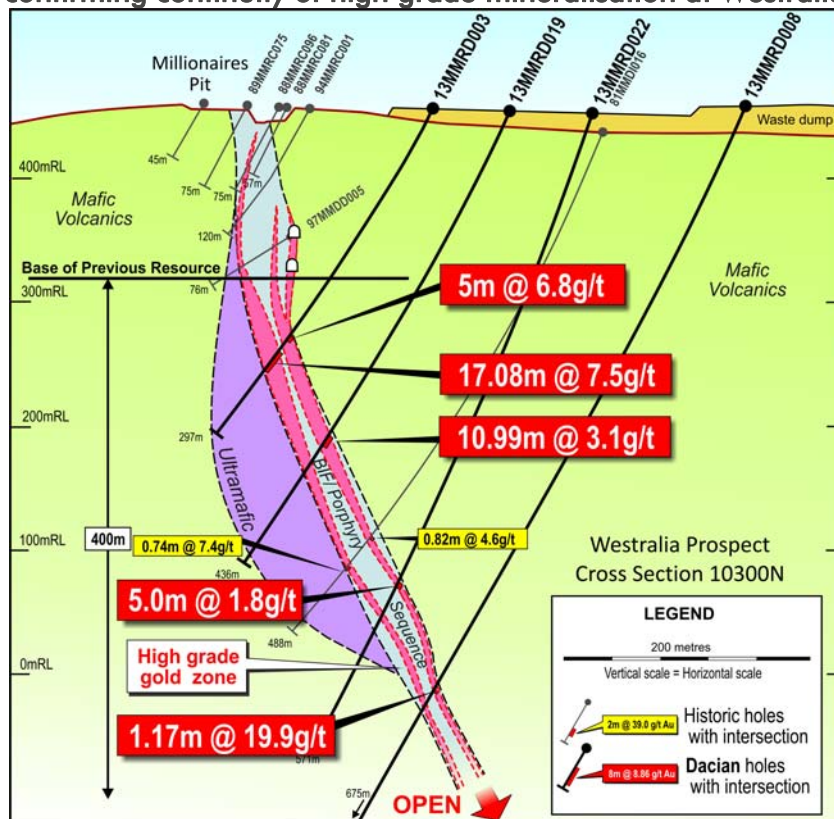 Millionaires
Pit
89MMRC075
88MMRC096
88MMRC081
94MMRC001
13MMRD003
13MMRD019
13MMRD022
81MMDI016
13MMRD008
Waste dump
45m
75m
75m
57m
400mRL
Mafic
Volcanics
120m
97MMDD005
Base of Previous Resource
76m
300mRL
Mafic
Volcanics
5m @ 6.8g/t
17.08m @ 7.5g/t
10.99m @ 3.1g/t
200mRL
297m
Ultramafic
BIF/Porphyry
Sequence
100mRL
400m
0.74m @ 7.4g/t
0.82m @ 4.6g/t
436m
5.0m @ 1.8g/t
488m
Westralia Prospect
Cross Section 10300N
0mRL
High grade
gold zone
1.17m @ 19.9g/t
571m
675m
OPEN
LEGEND
200 metres
Vertical scale = Horizontal scale
2m @ 39.0 g/t Au
Historic holes
with intersection
8m @ 8.86 g/t Au
Dacian holes
with intersection